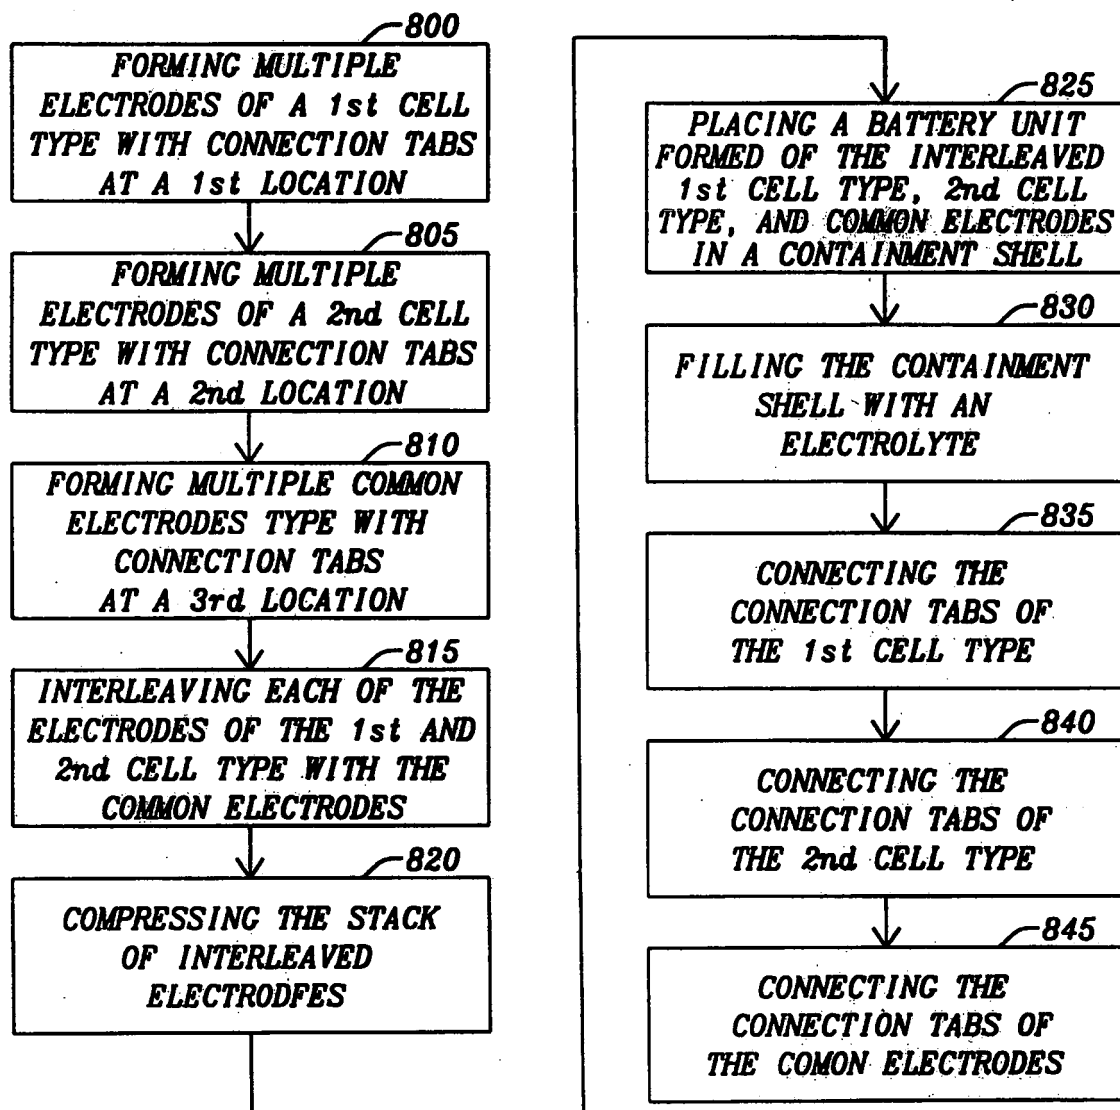 800
FORMING MULTIPLE
ELECTRODES OF A 1st CELL
TYPE WITH CONNECTION TABS
AT A 1st LOCATION
805
FORMING MULTIPLE
ELECTRODES OF A 2nd CELL
TYPE WITH CONNECTION TABS
AT A 2nd LOCATION
810
FORMING MULTIPLE COMMON
ELECTRODES TYPE WITH
CONNECTION TABS
AT A 3rd LOCATION
815
INTERLEAVING EACH OF THE
ELECTRODES OF THE 1st AND
2nd CELL TYPE WITH THE
COMMON ELECTRODES
820
COMPRESSING THE STACK
OF INTERLEAVED
ELECTRODFES
825
PLACING A BATTERY UNIT
FORMED OF THE INTERLEAVED
1st CELL TYPE, 2nd CELL
TYPE, AND COMMON ELECTRODES
IN A CONTAINMENT SHELL
830
FILLING THE CONTAINMENT
SHELL WITH AN
ELECTROLYTE
835
CONNECTING THE
CONNECTION TABS OF
THE 1st CELL TYPE
840
CONNECTING THE
CONNECTION TABS OF
THE 2nd CELL TYPE
845
CONNECTING THE
CONNECTION TABS OF
THE COMON ELECTRODES